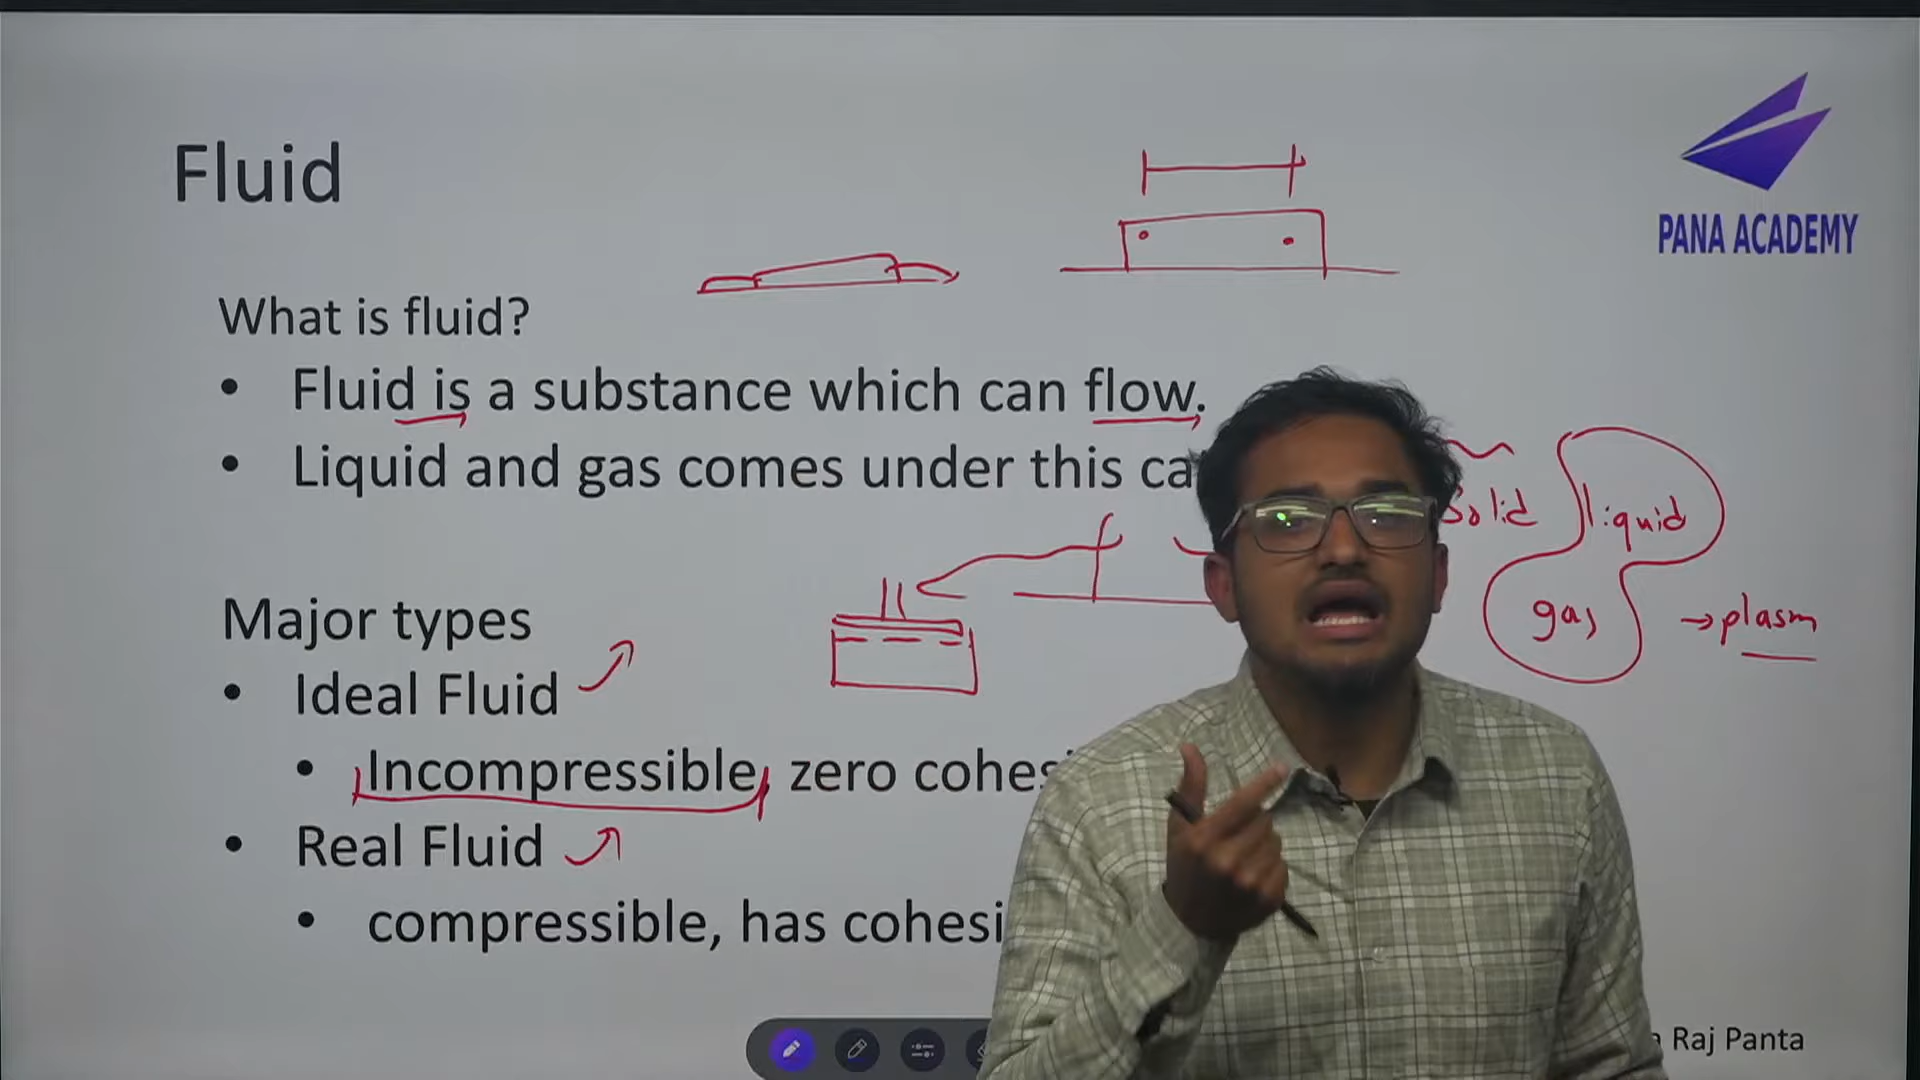 Fluid
PANA ACADEMY
What is fluid?
• Fluid is a substance which can flow.
• Liquid and gas comes under this ca
solid
liquid
gas
→ plasm
Major types
• Ideal Fluid
• Incompressible, zero cohes
• Real Fluid
• compressible, has cohesi
Raj Panta